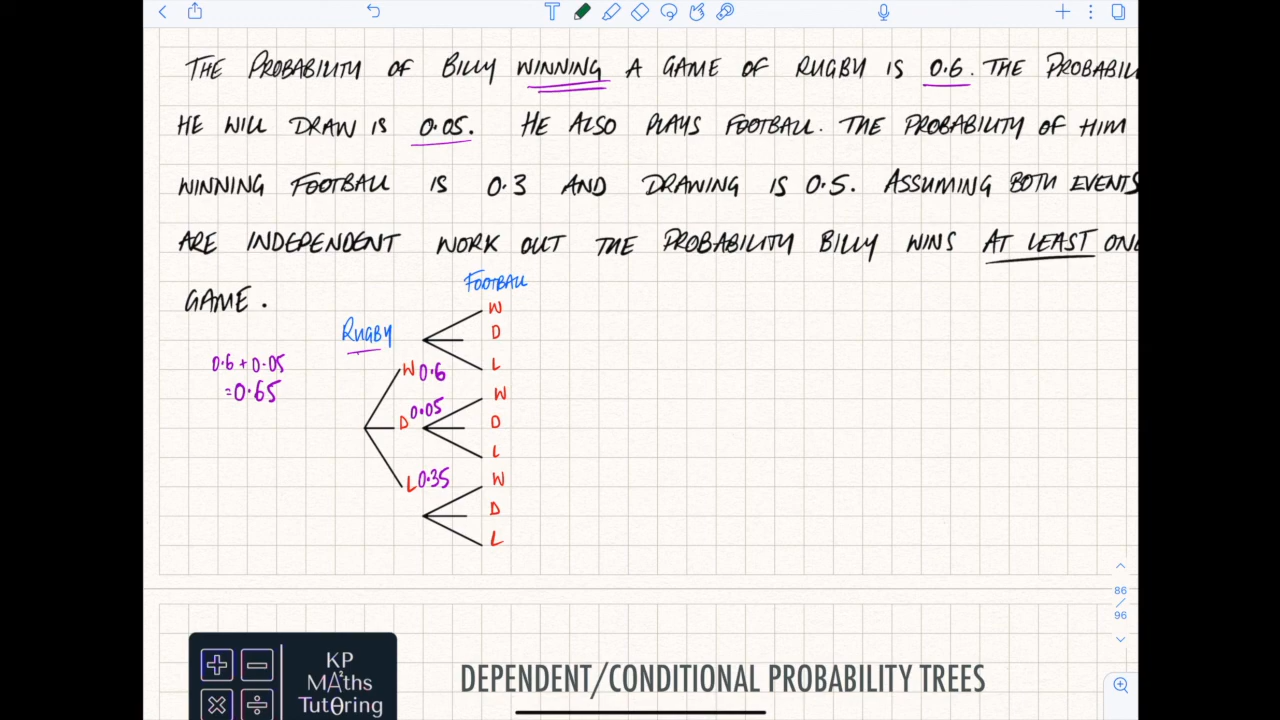 THE PROBABILITY OF BILLY WINNING A GAME OF RUGBY IS 0.6. THE PROBABIL
HE WILL DRAW IS 0.05. HE ALSO PLAYS FOOTBALL. THE PROBABILITY OF HIM
WINNING FOOTBALL IS 0.3 AND DRAWING IS 0.5. ASSUMING BOTH EVENTS
ARE INDEPENDENT WORK OUT THE PROBABILITY BILLY WINS AT LEAST ON
GAME.
FOOTBALL
RUGBY
0.6 + 0.05
= 0.65
W 0.6
D 0.05
L 0.35
W
D
L
W
D
L
W
D
L
86
/
96
KP
MAths
Tutθring
DEPENDENT/CONDITIONAL PROBABILITY TREES